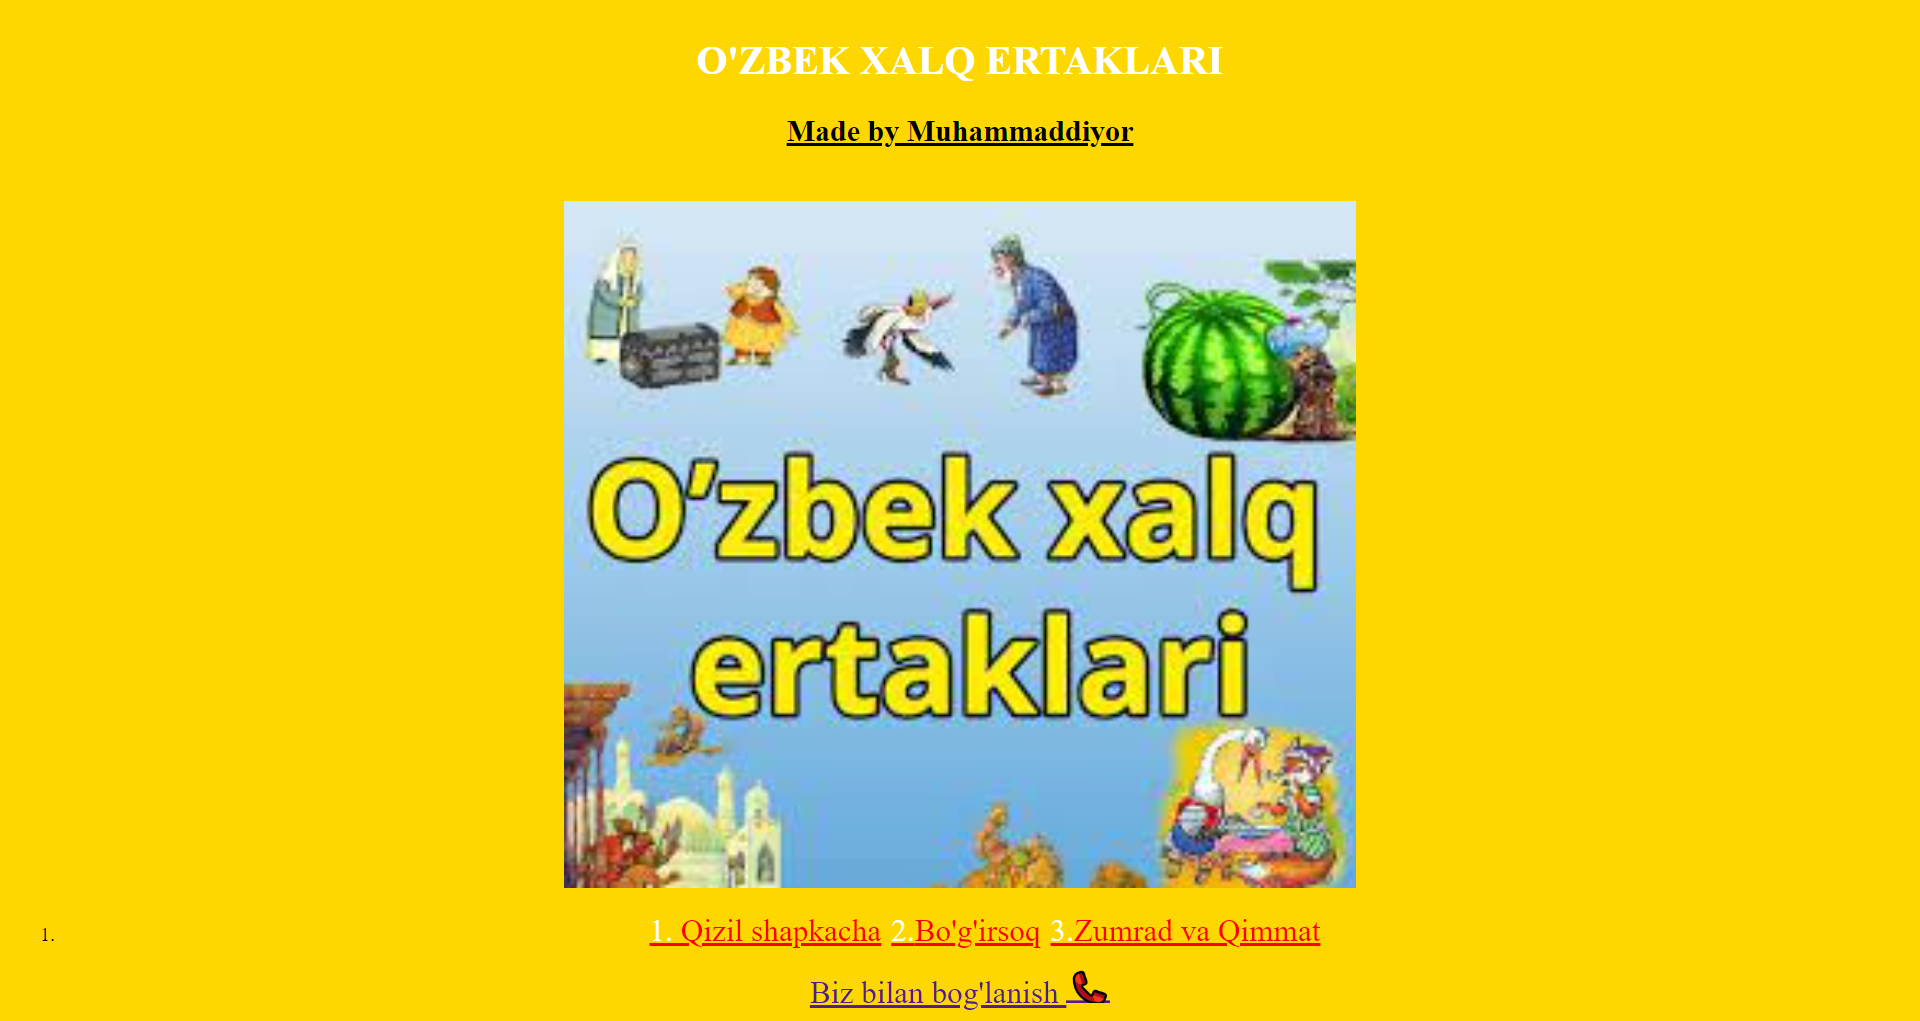 O'ZBEK XALQ ERTAKLARI
Made by Muhammaddiyor
O'zbek xalq
ertaklari
1. 1. Qizil shapkacha 2.Bo'g'irsoq 3.Zumrad va Qimmat
Biz bilan bog'lanish